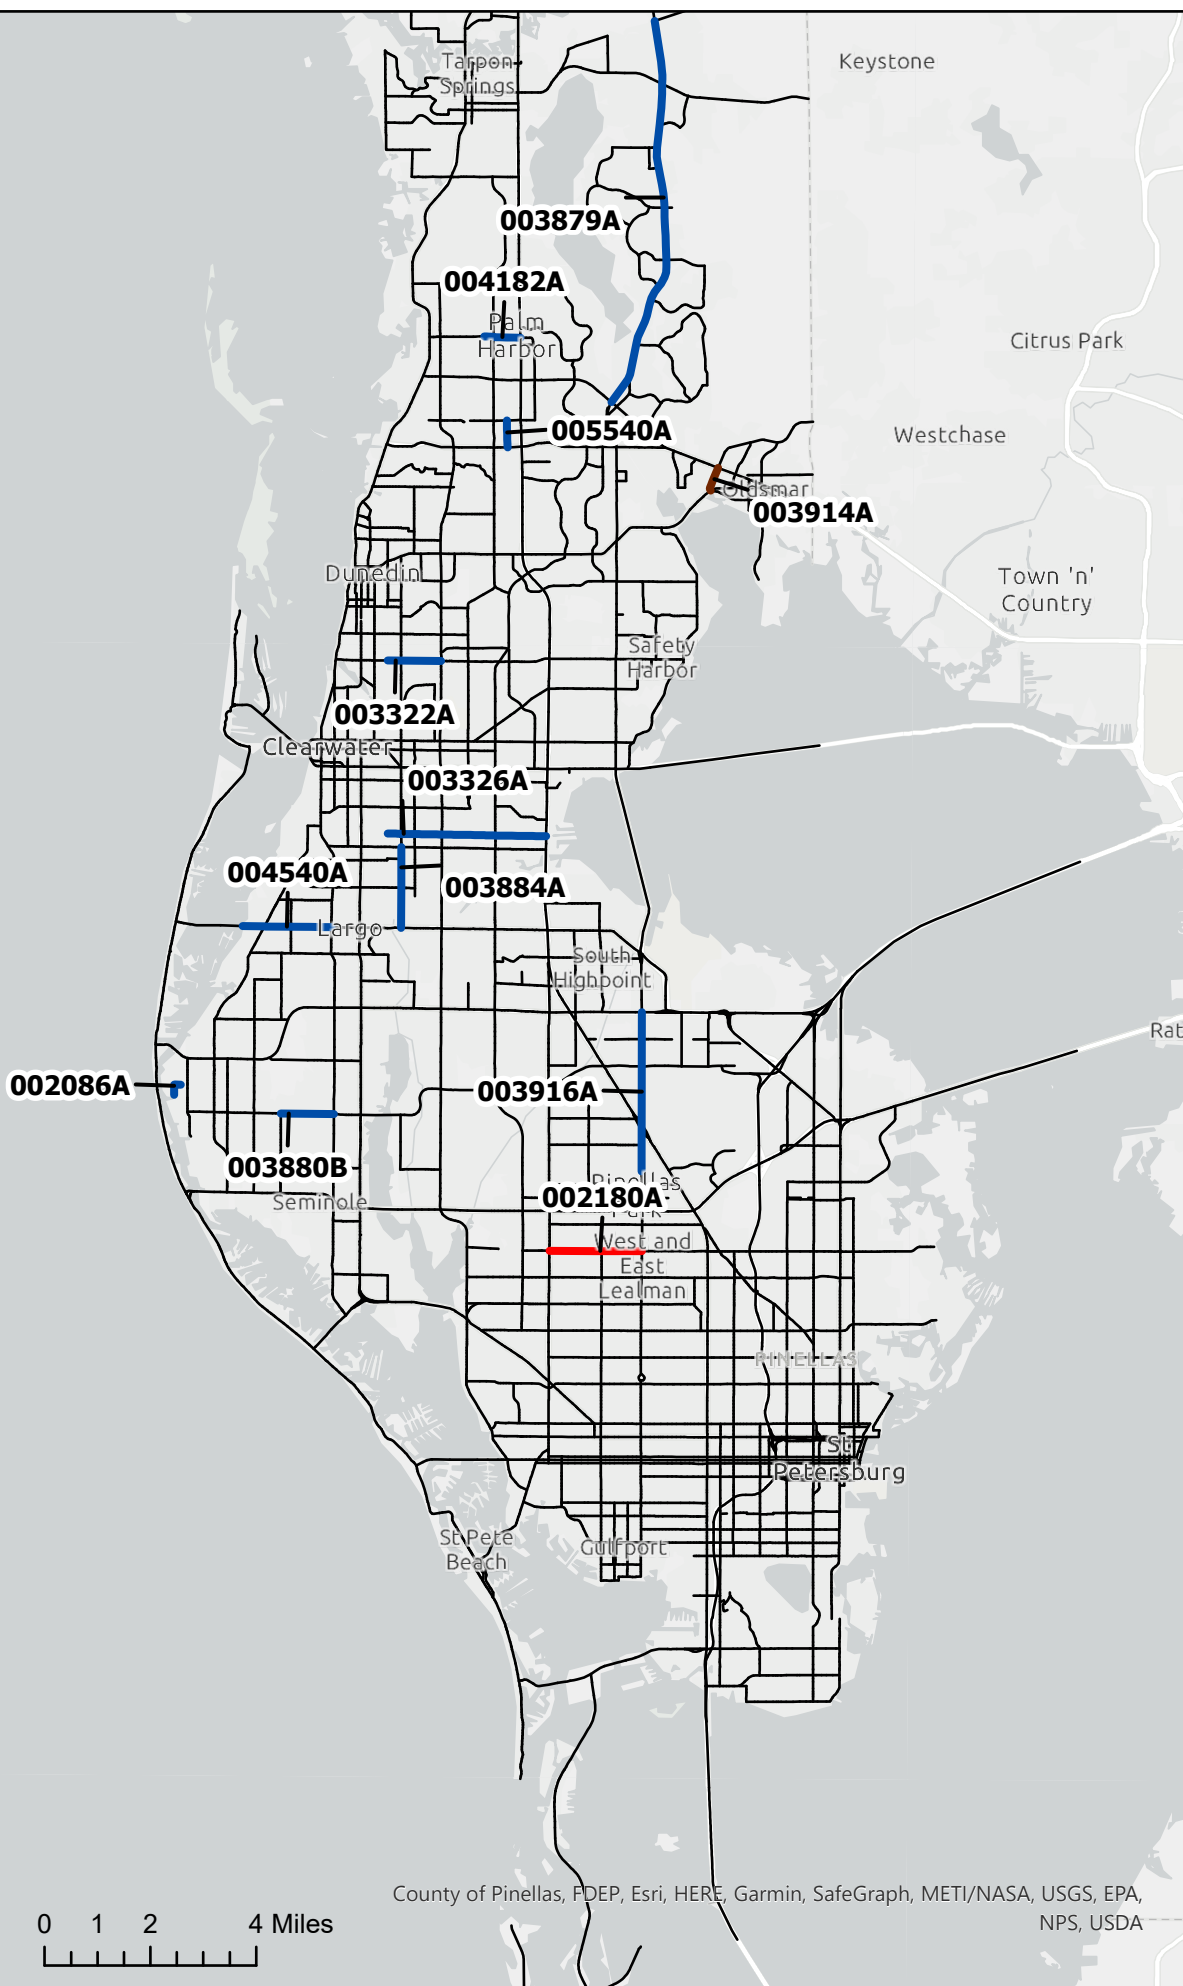 Tarpon
Springs
Keystone
003879A
004182A
Palm
Harbor
Citrus Park
005540A
Westchase
Oldsmar
003914A
Dunedin
Town 'n'
Country
Safety
Harbor
003322A
Clearwater
003326A
004540A
003884A
Largo
South
Highpoint
Rat
002086A
003916A
003880B
Pinellas
Park
002180A
Seminole
West and
East
Lealman
PINELLAS
St
Petersburg
St Pete
Beach
Gulfport
County of Pinellas, FDEP, Esri, HERE, Garmin, SafeGraph, METI/NASA, USGS, EPA,
NPS, USDA
0 1 2 4 Miles